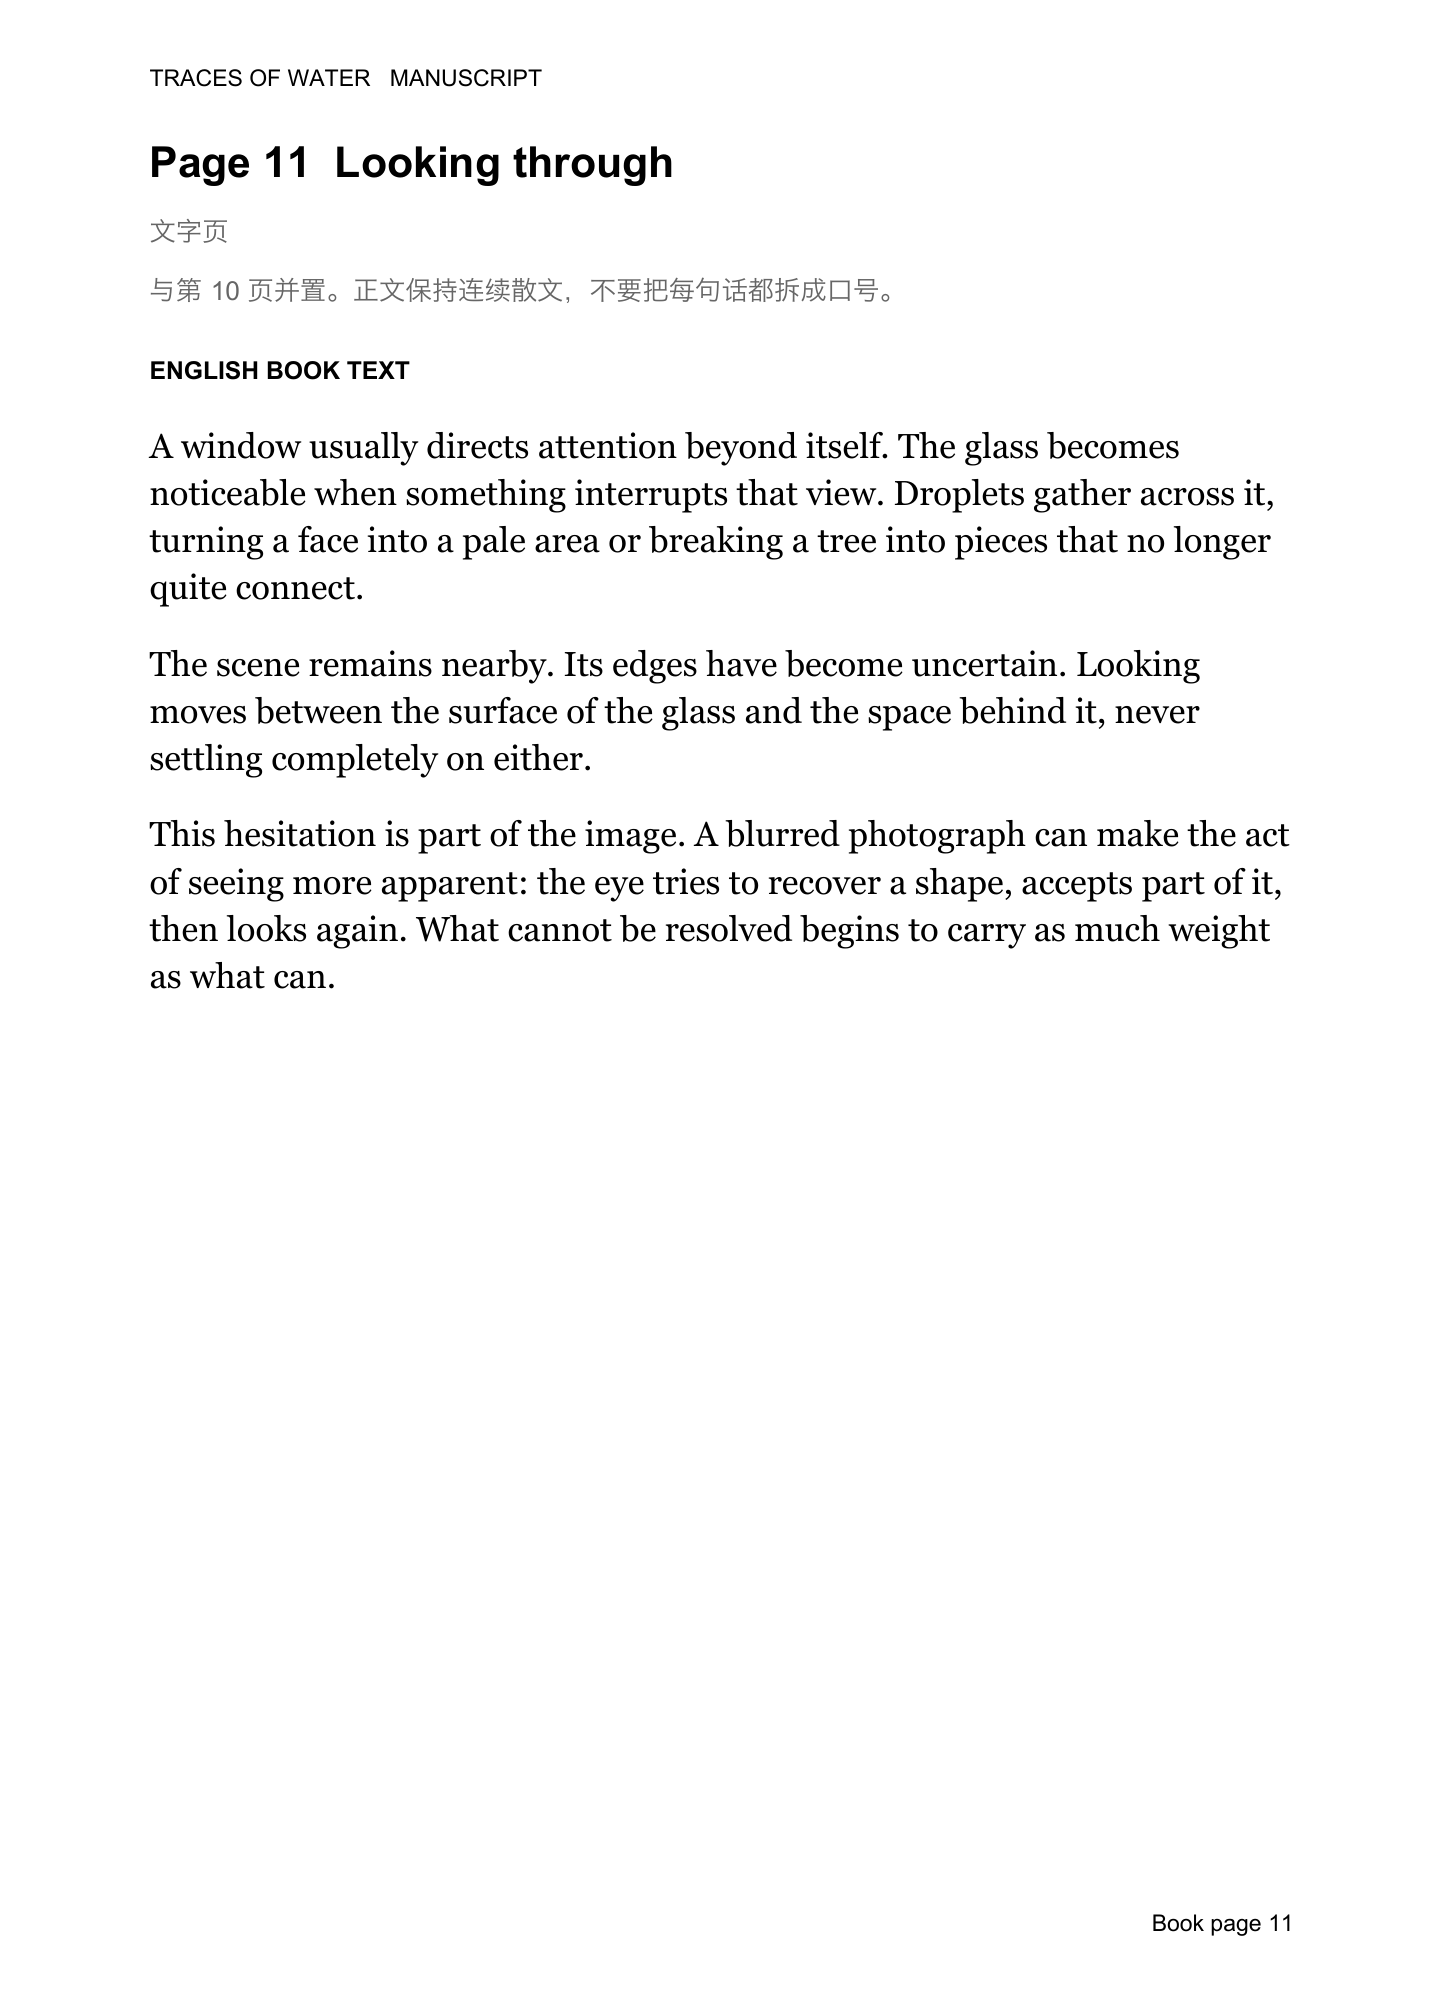 TRACES OF WATER   MANUSCRIPT
Page 11  Looking through
文字页
与第 10 页并置。正文保持连续散文，不要把每句话都拆成口号。
ENGLISH BOOK TEXT
A window usually directs attention beyond itself. The glass becomes
noticeable when something interrupts that view. Droplets gather across it,
turning a face into a pale area or breaking a tree into pieces that no longer
quite connect.
The scene remains nearby. Its edges have become uncertain. Looking
moves between the surface of the glass and the space behind it, never
settling completely on either.
This hesitation is part of the image. A blurred photograph can make the act
of seeing more apparent: the eye tries to recover a shape, accepts part of it,
then looks again. What cannot be resolved begins to carry as much weight
as what can.
Book page 11